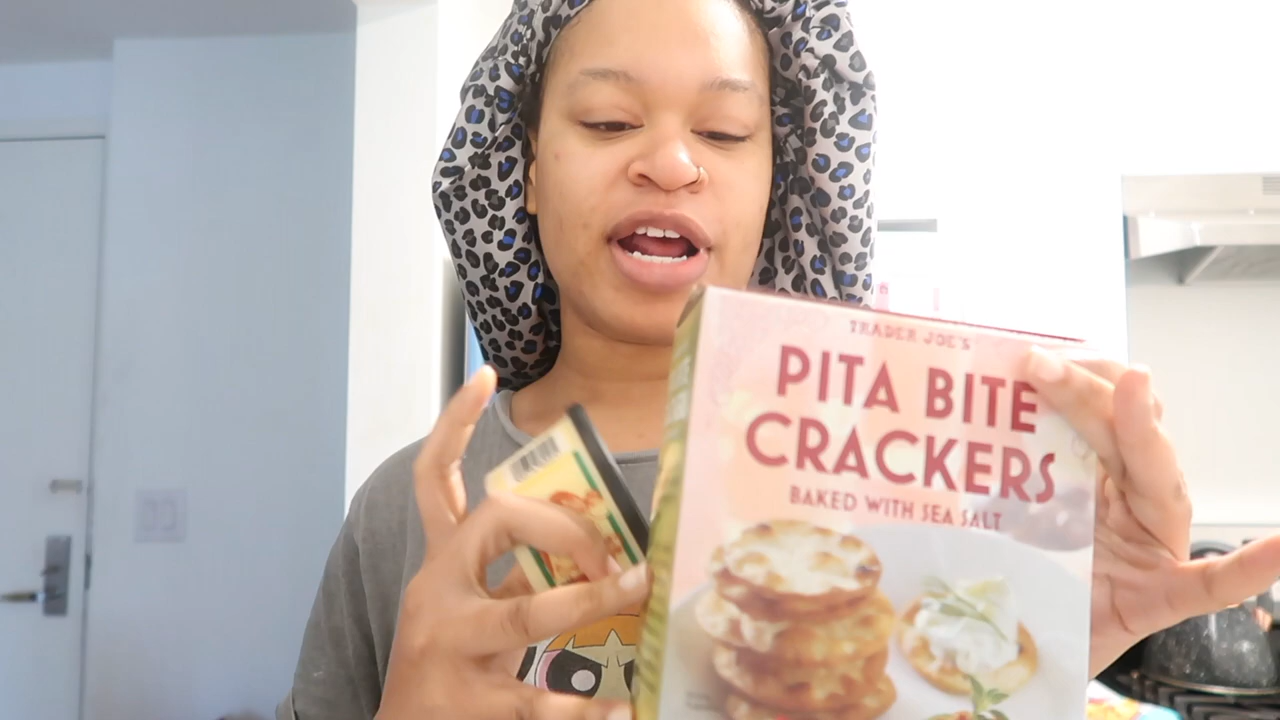 TRADER JOE'S
PITA BITE
CRACKERS
BAKED WITH SEA SALT